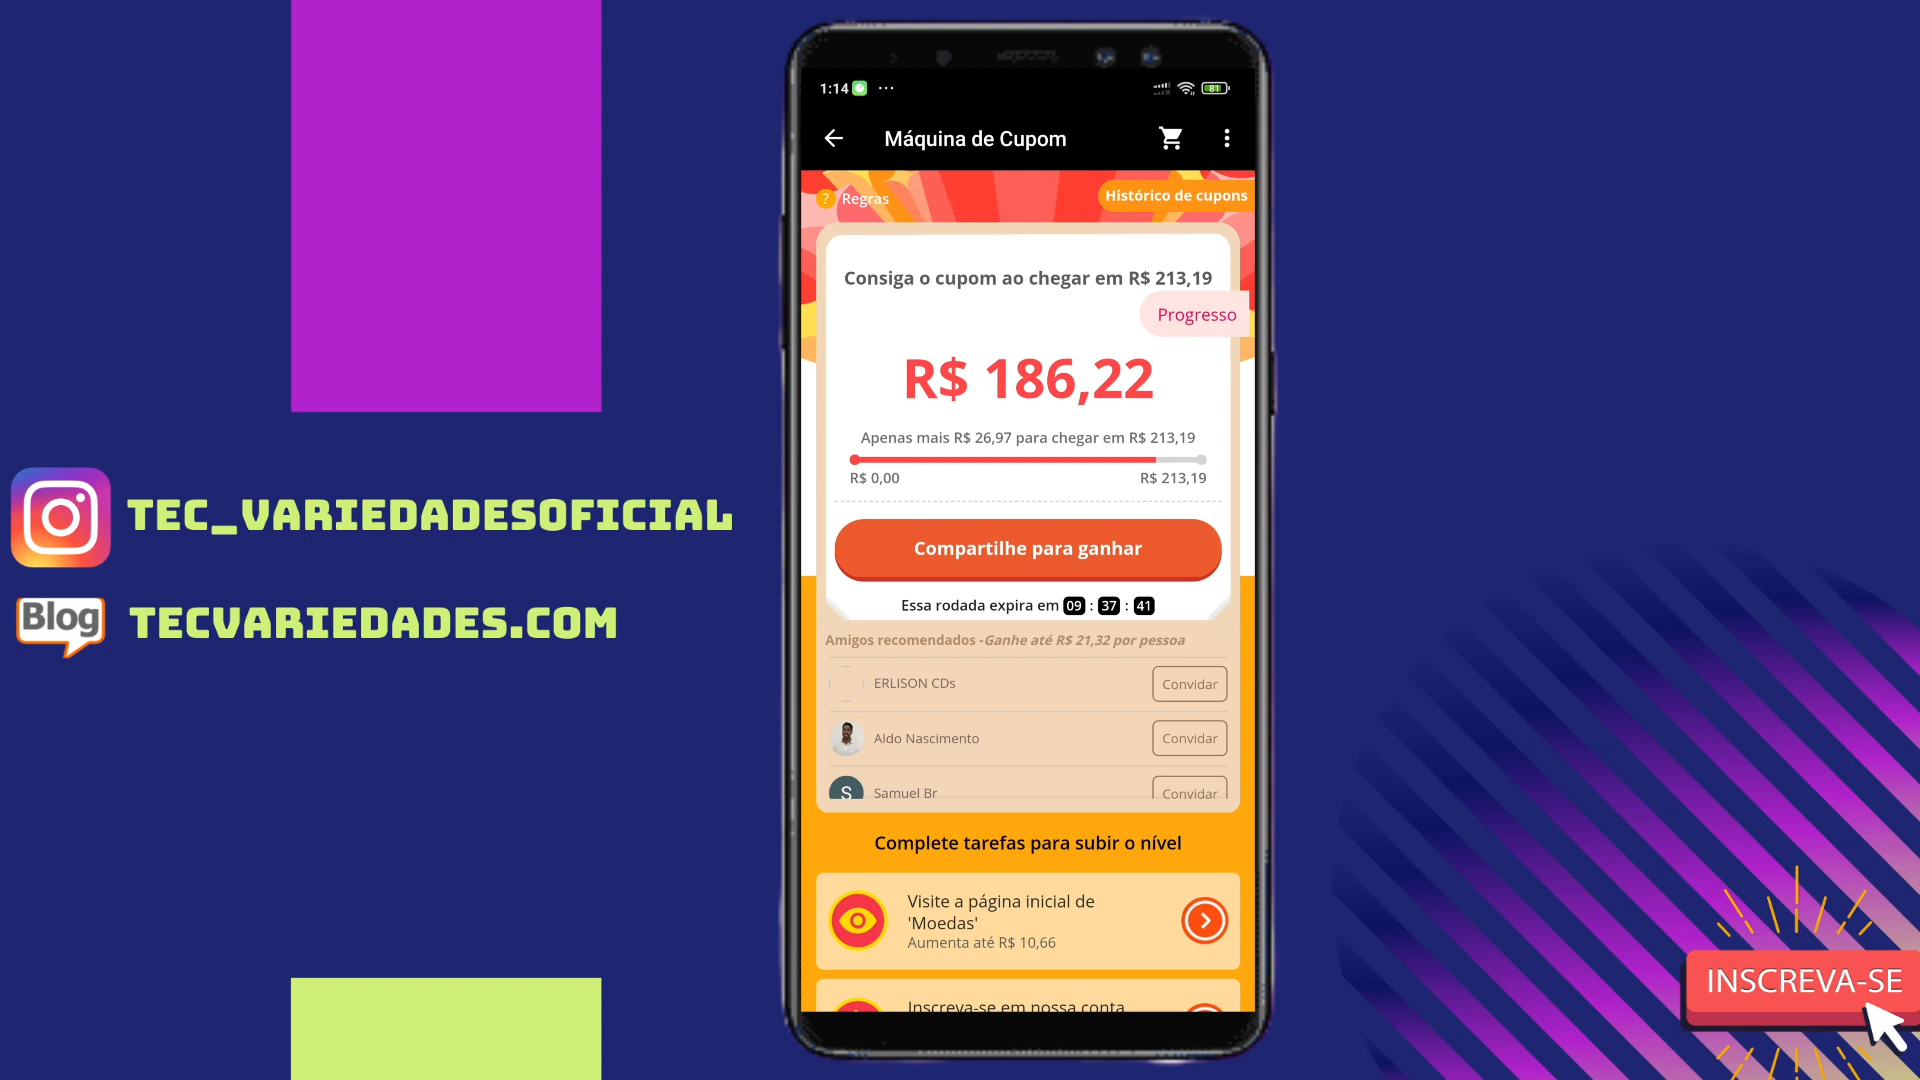 1:14
81
Máquina de Cupom
? Regras
Histórico de cupons
Consiga o cupom ao chegar em R$ 213,19
Progresso
R$ 186,22
Apenas mais R$ 26,97 para chegar em R$ 213,19
R$ 0,00
R$ 213,19
Compartilhe para ganhar
Essa rodada expira em 09 : 37 : 41
Amigos recomendados -Ganhe até R$ 21,32 por pessoa
ERLISON CDs
Convidar
Aldo Nascimento
Convidar
S
Samuel Br
Convidar
Complete tarefas para subir o nível
Visite a página inicial de
'Moedas'
Aumenta até R$ 10,66
Inscreva-se em nossa conta
TEC_VARIEDADESOFICIAL
Blog
TECVARIEDADES.COM
INSCREVA-SE